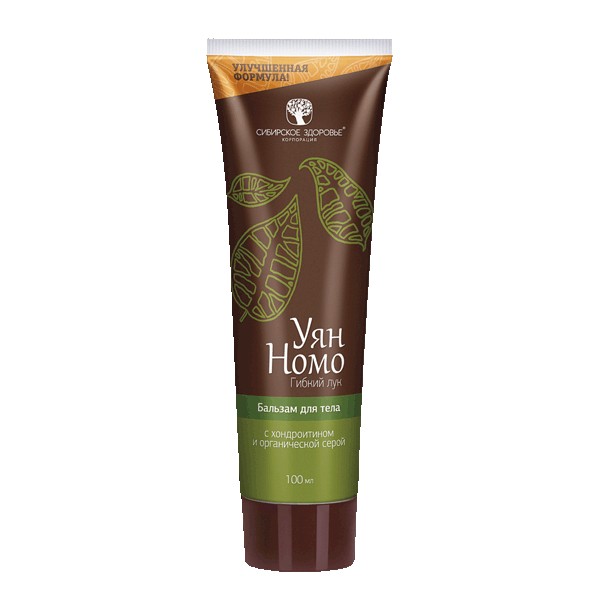 УЛУЧШЕННАЯ
ФОРМУЛА!
СИБИРСКОЕ ЗДОРОВЬЕ®
КОРПОРАЦИЯ
Уян
Номо
Гибкий лук
Бальзам для тела
с хондроитином
и органической серой
100 мл